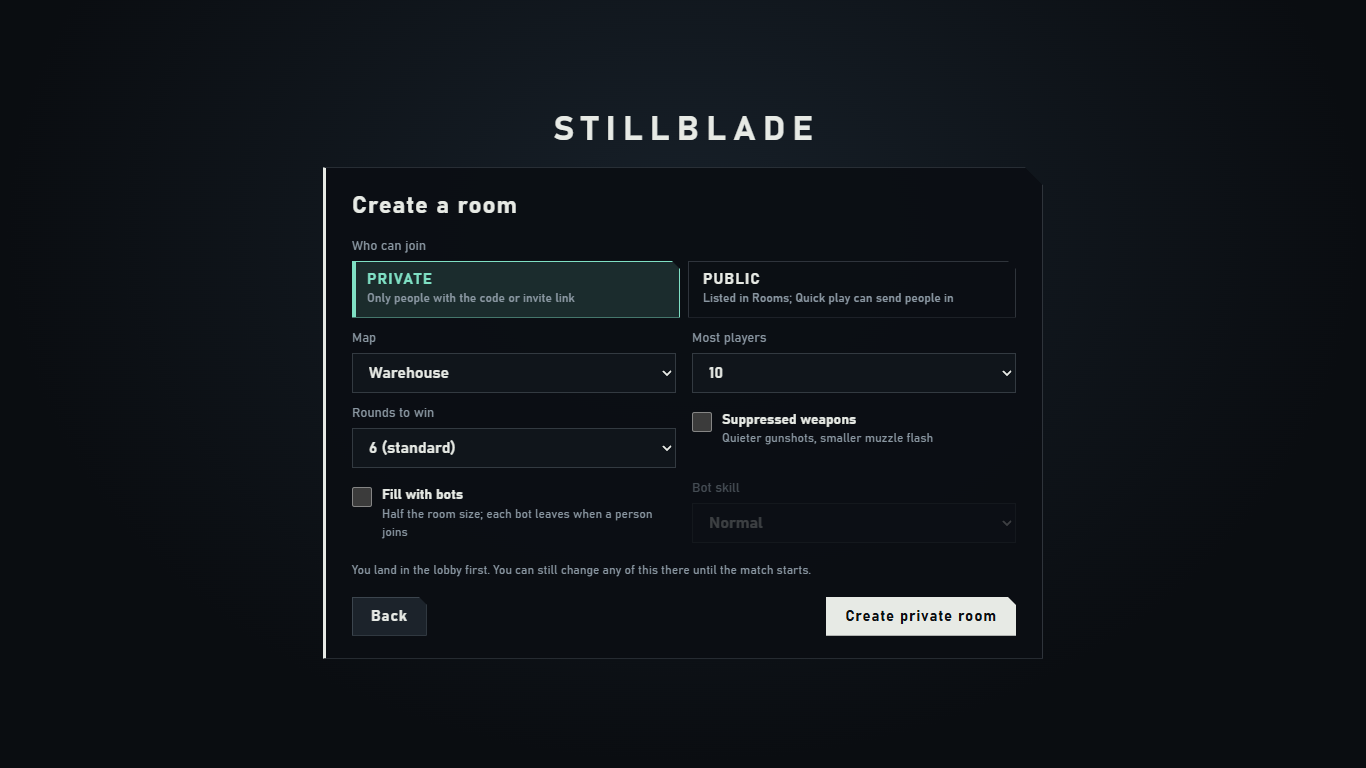 STILLBLADE
Create a room
Who can join
PRIVATE
Only people with the code or invite link
PUBLIC
Listed in Rooms; Quick play can send people in
Map
Warehouse
Most players
10
Rounds to win
6 (standard)
Suppressed weapons
Quieter gunshots, smaller muzzle flash
Fill with bots
Half the room size; each bot leaves when a person
joins
Bot skill
Normal
You land in the lobby first. You can still change any of this there until the match starts.
Back
Create private room